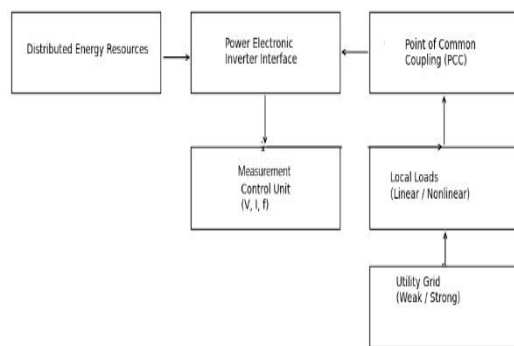 Distributed Energy Resources
Power Electronic
Inverter Interface
Point of Common
Coupling (PCC)
Measurement
Control Unit
(V, I, f)
Local Loads
(Linear / Nonlinear)
Utility Grid
(Weak / Strong)